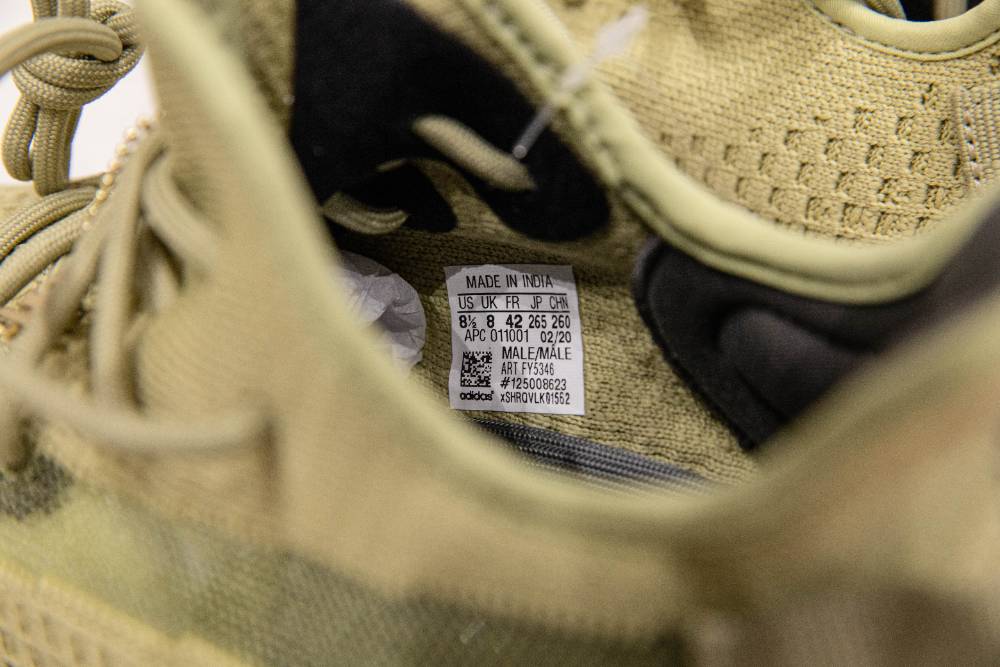 MADE IN INDIA
US UK FR JP CHN
8½ 8 42 265 260
APC 011001 02/20
MALE/MÂLE
ART FY5346
#125008623
adidas® xSHRQVLK01562